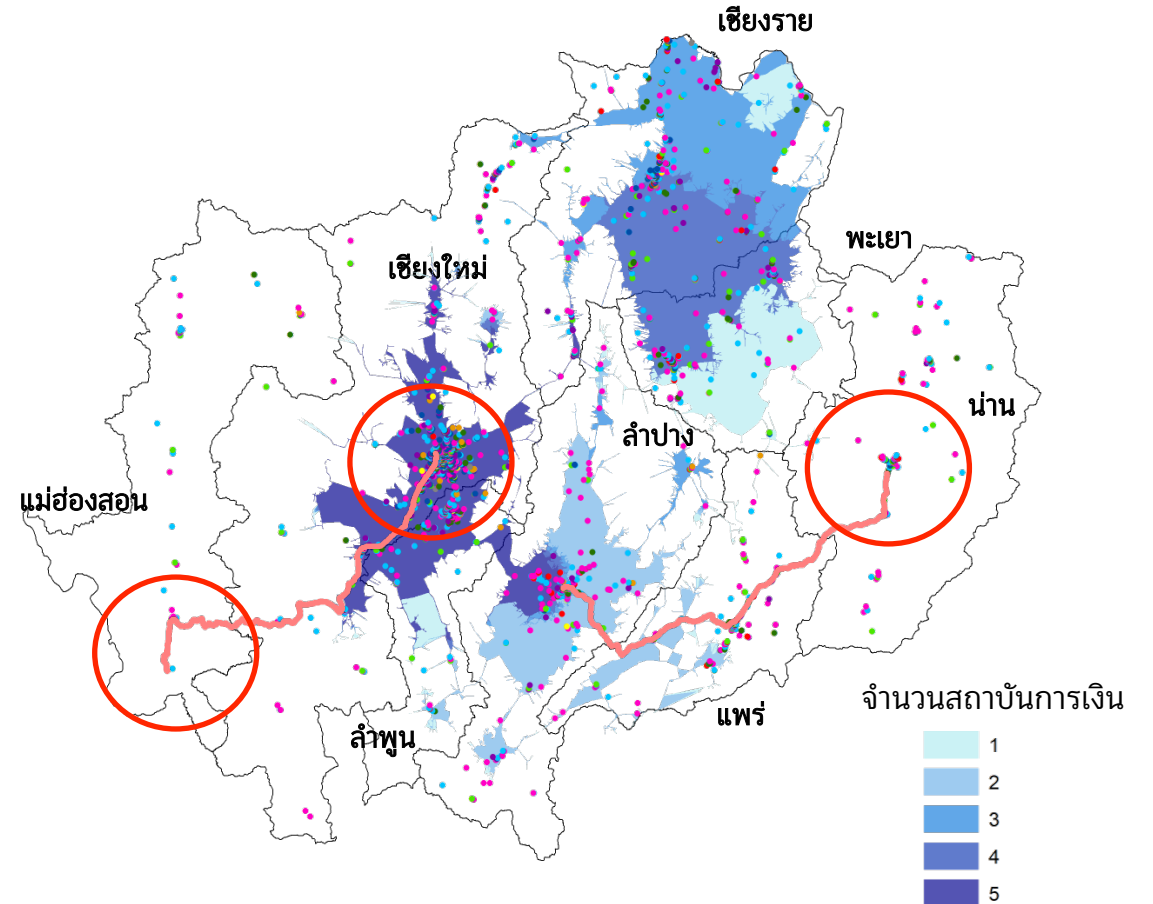 เชียงราย
พะเยา
เชียงใหม่
น่าน
ลำปาง
แม่ฮ่องสอน
แพร่
ลำพูน
จำนวนสถาบันการเงิน
1
2
3
4
5